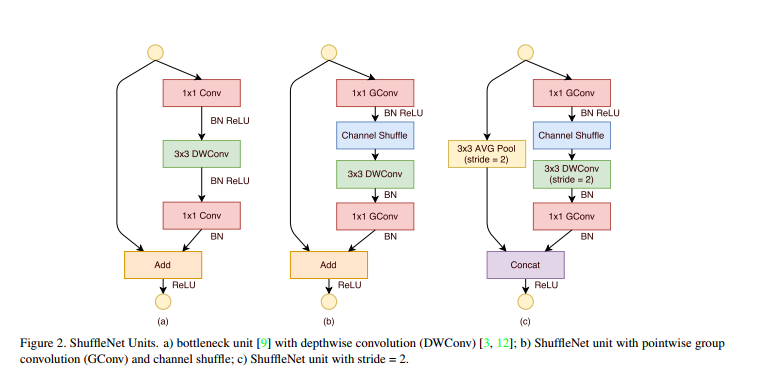 1x1 Conv
BN ReLU
3x3 DWConv
BN ReLU
1x1 Conv
BN
Add
ReLU
(a)
1x1 GConv
BN ReLU
Channel Shuffle
3x3 DWConv
BN
1x1 GConv
BN
Add
ReLU
(b)
3x3 AVG Pool
(stride = 2)
1x1 GConv
BN ReLU
Channel Shuffle
3x3 DWConv
(stride = 2)
BN
1x1 GConv
BN
Concat
ReLU
(c)
Figure 2. ShuffleNet Units. a) bottleneck unit [9] with depthwise convolution (DWConv) [3, 12]; b) ShuffleNet unit with pointwise group
convolution (GConv) and channel shuffle; c) ShuffleNet unit with stride = 2.